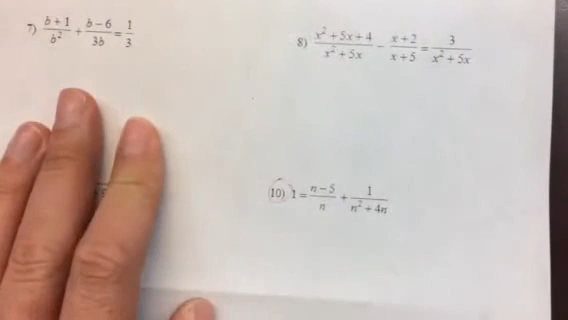 7) (b+1)/b² + (b−6)/3b = 1/3
8) (x²+5x+4)/(x²+5x) − (x+2)/(x+5) = 3/(x²+5x)
10) 1 = (n−5)/n + 1/(n²+4n)